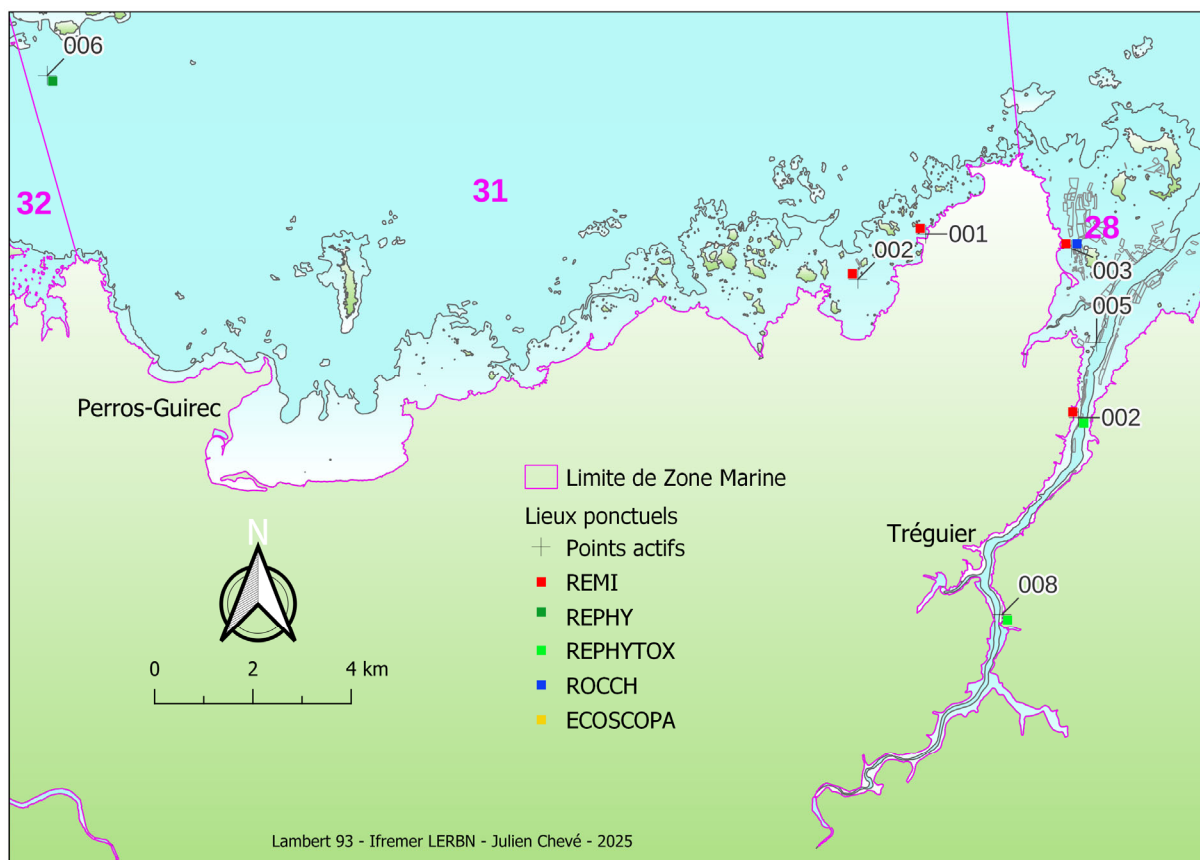 006
32
31
28
001
002
003
005
Perros-Guirec
002
Limite de Zone Marine
Lieux ponctuels
Points actifs
REMI
REPHY
REPHYTOX
ROCCH
ECOSCOPA
Tréguier
008
N
0 2 4 km
Lambert 93 - Ifremer LERBN - Julien Chevé - 2025